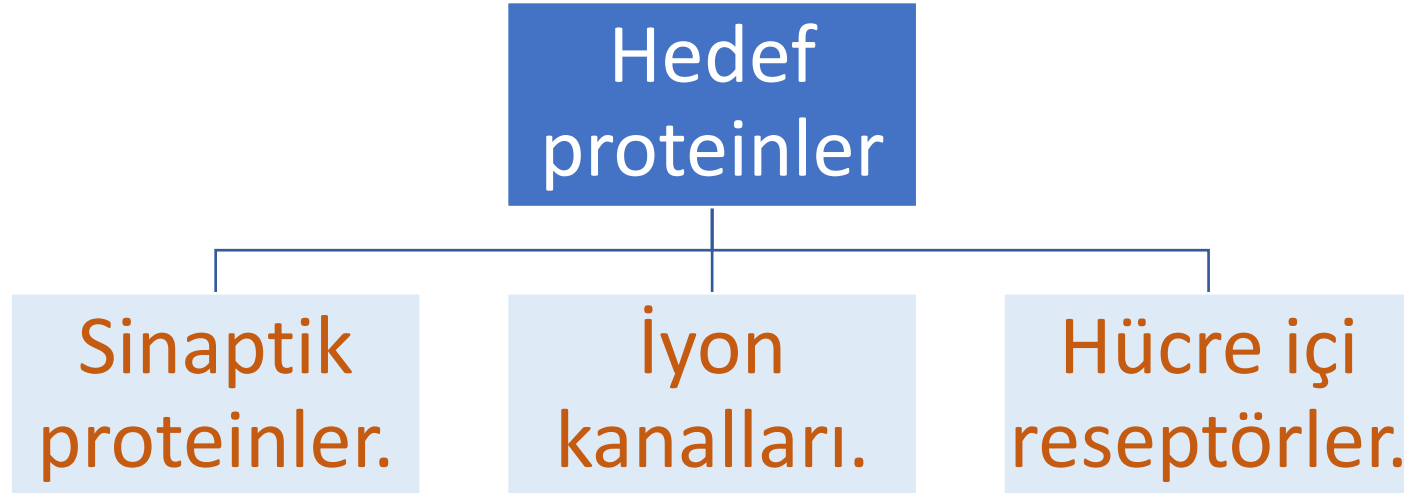 Hedef
proteinler
Sinaptik
proteinler.
İyon
kanalları.
Hücre içi
reseptörler.